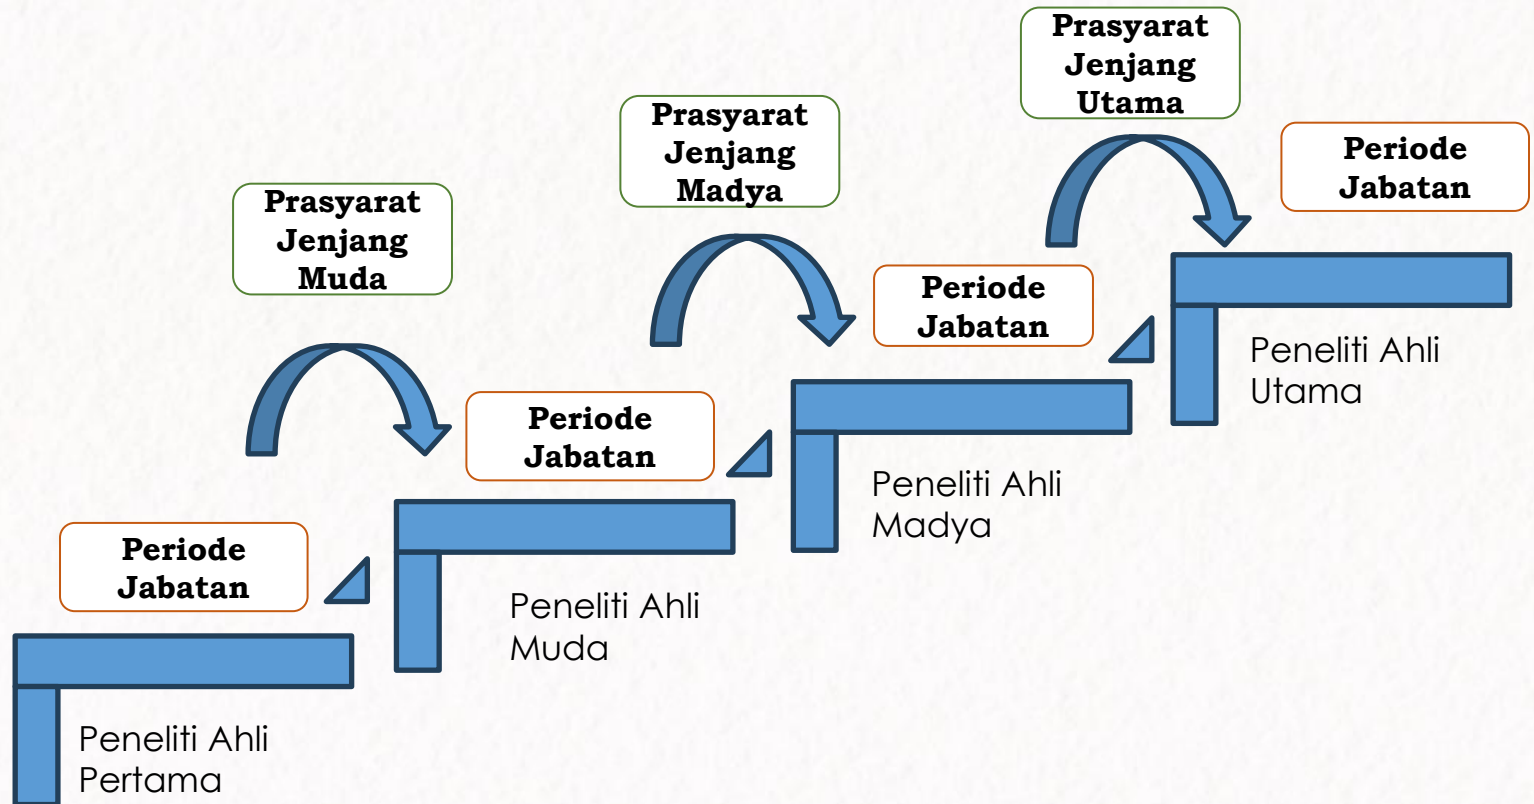 Prasyarat
Jenjang
Utama
Prasyarat
Jenjang
Madya
Periode
Jabatan
Prasyarat
Jenjang
Muda
Periode
Jabatan
Peneliti Ahli
Utama
Periode
Jabatan
Peneliti Ahli
Madya
Periode
Jabatan
Peneliti Ahli
Muda
Peneliti Ahli
Pertama